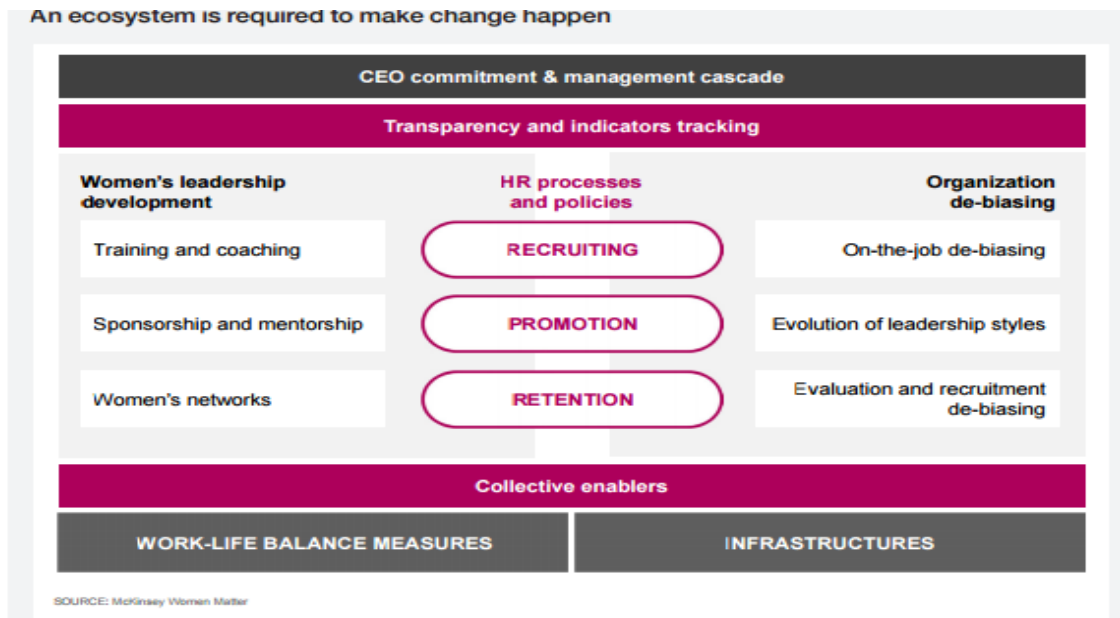 An ecosystem is required to make change happen
CEO commitment & management cascade
Transparency and indicators tracking
Women's leadership
development
Training and coaching
Sponsorship and mentorship
Women's networks
HR processes
and policies
RECRUITING
PROMOTION
RETENTION
Organization
de-biasing
On-the-job de-biasing
Evolution of leadership styles
Evaluation and recruitment
de-biasing
Collective enablers
WORK-LIFE BALANCE MEASURES
INFRASTRUCTURES
SOURCE: McKinsey Women Matter